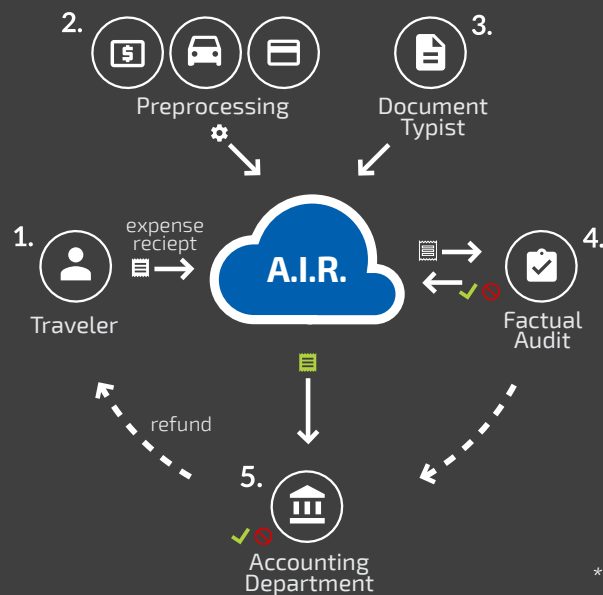 2.
3.
Preprocessing
Document
Typist
1.
expense
reciept
A.I.R.
4.
Traveler
Factual
Audit
refund
5.
Accounting
Department
*